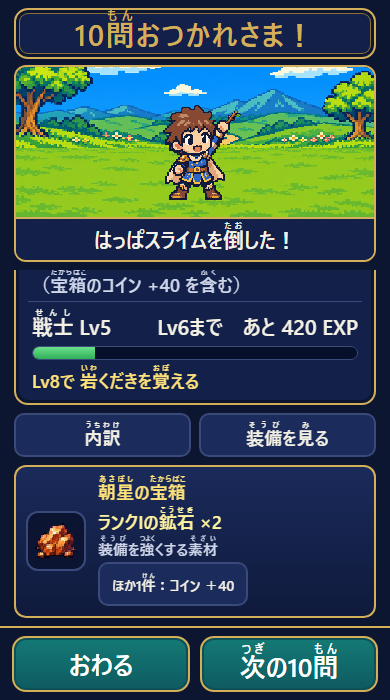 10問おつかれさま！
はっぱスライムを倒した！
（宝箱のコイン +40 を含む）
戦士 Lv5 Lv6まで あと 420 EXP
Lv8で 岩くだきを覚える
内訳 装備を見る
朝星の宝箱
ランクIの鉱石 ×2
装備を強くする素材
ほか1件：コイン ＋40
おわる 次の10問